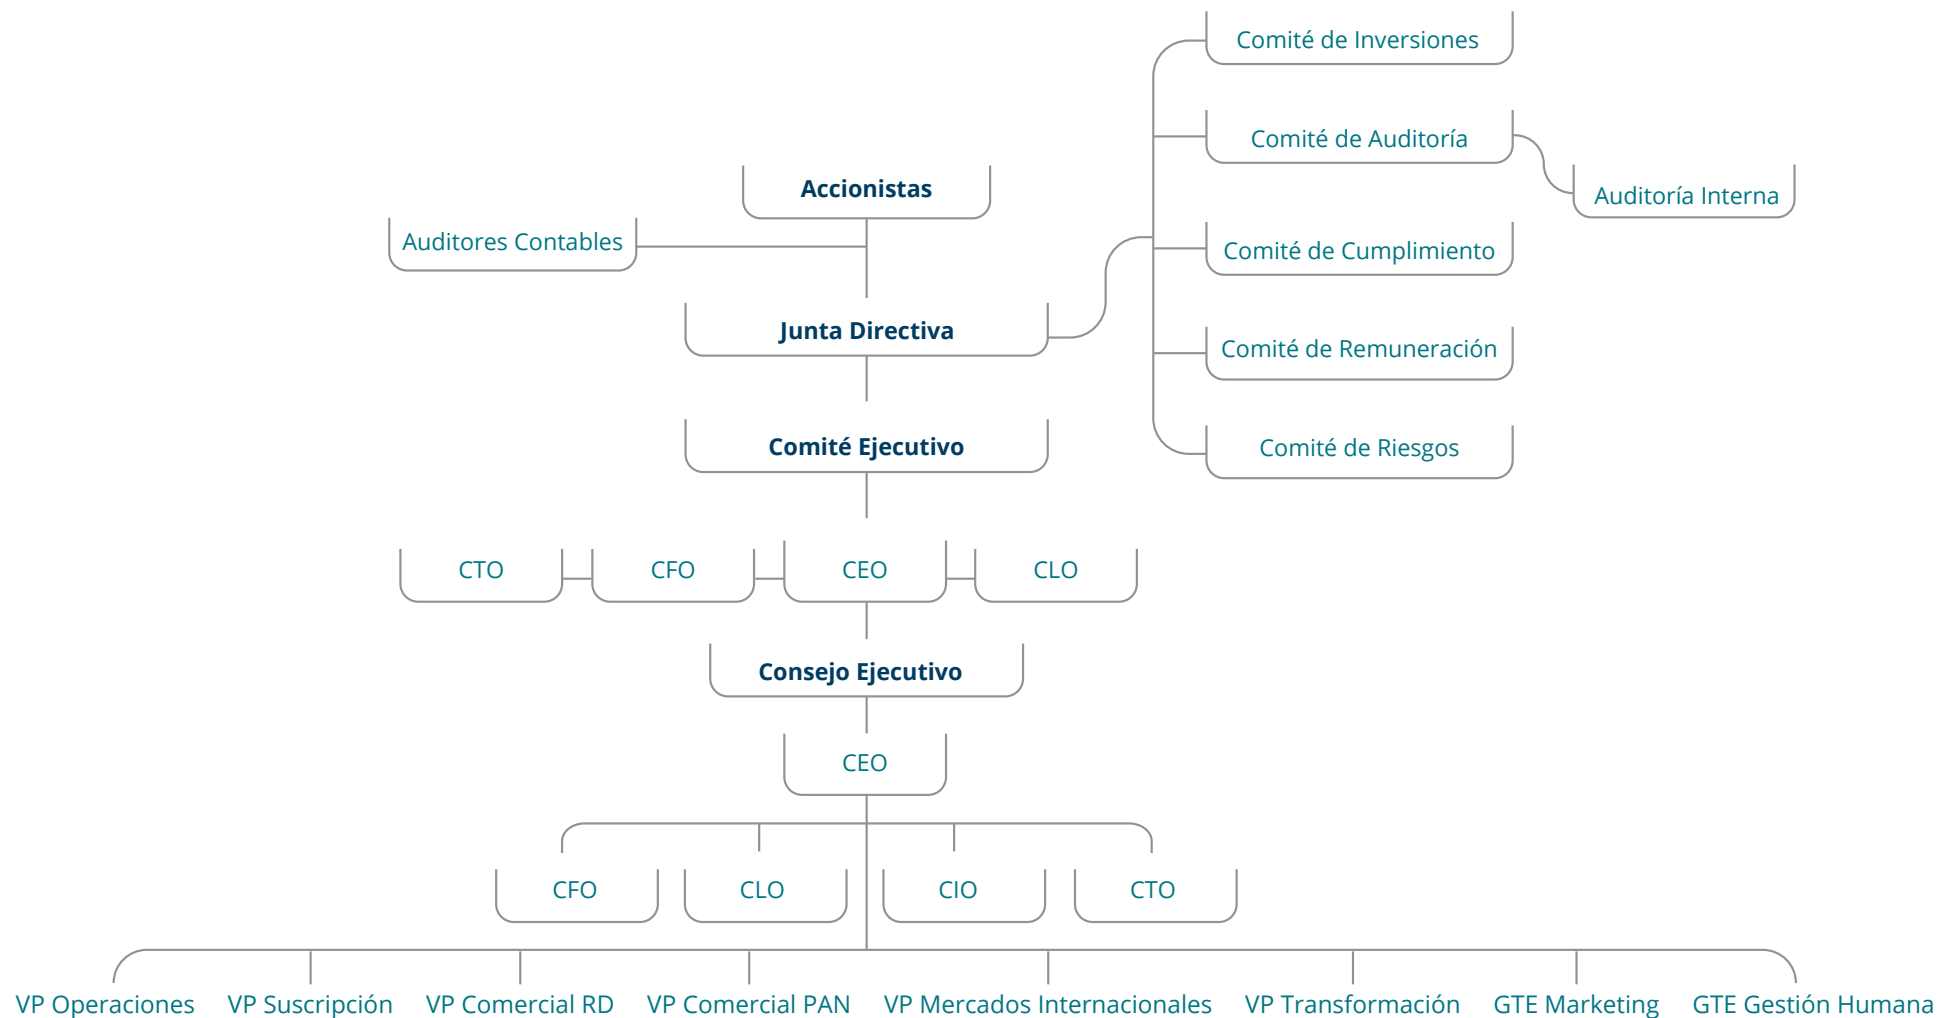 Comité de Inversiones
Comité de Auditoría
Accionistas
Auditoría Interna
Auditores Contables
Comité de Cumplimiento
Junta Directiva
Comité de Remuneración
Comité Ejecutivo
Comité de Riesgos
CTO
CFO
CEO
CLO
Consejo Ejecutivo
CEO
CFO
CLO
CIO
CTO
VP Operaciones
VP Suscripción
VP Comercial RD
VP Comercial PAN
VP Mercados Internacionales
VP Transformación
GTE Marketing
GTE Gestión Humana